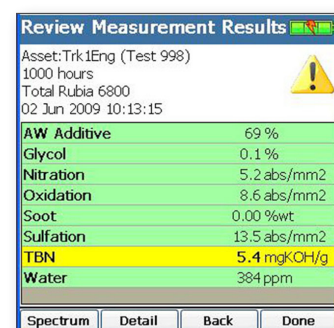 Review Measurement Results
Asset:Trk1Eng (Test 998)
1000 hours
Total Rubia 6800
02 Jun 2009 10:13:15
AW Additive 69 %
Glycol 0.1 %
Nitration 5.2 abs/mm2
Oxidation 8.6 abs/mm2
Soot 0.00 %wt
Sulfation 13.5 abs/mm2
TBN 5.4 mgKOH/g
Water 384 ppm
Spectrum Detail Back Done